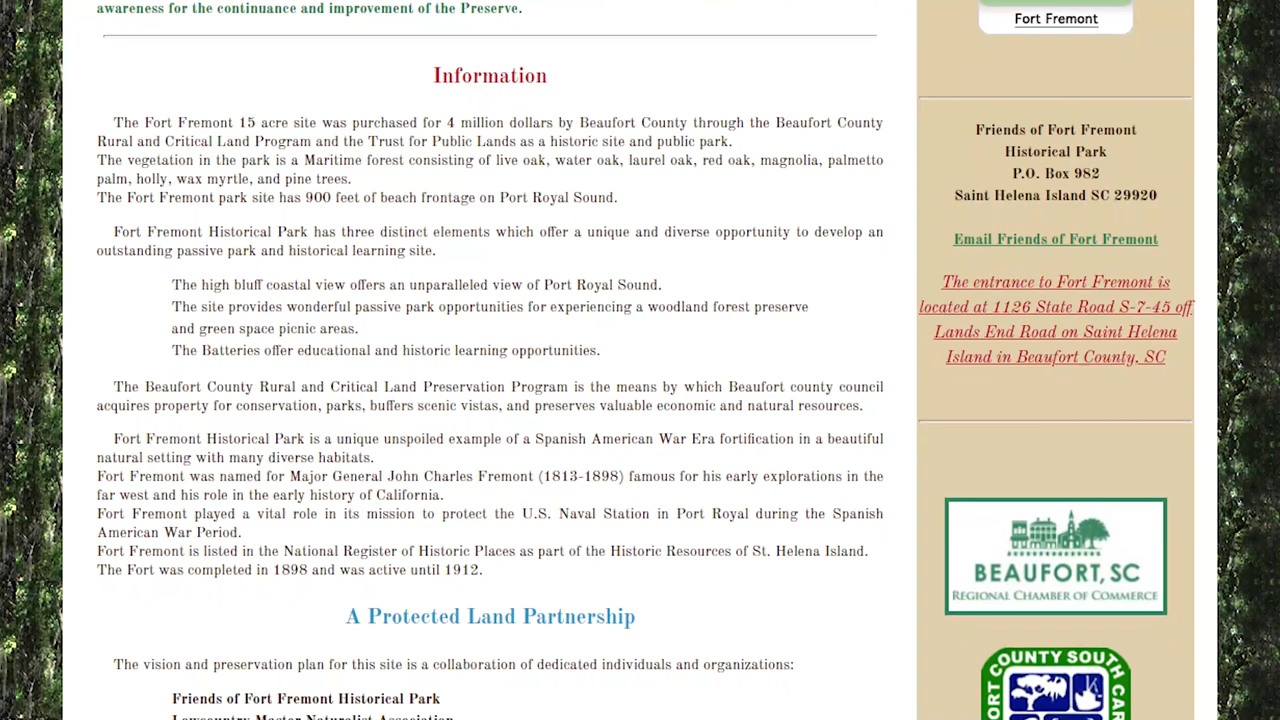 awareness for the continuance and improvement of the Preserve.
Information
The Fort Fremont 15 acre site was purchased for 4 million dollars by Beaufort County through the Beaufort County
Rural and Critical Land Program and the Trust for Public Lands as a historic site and public park.
The vegetation in the park is a Maritime forest consisting of live oak, water oak, laurel oak, red oak, magnolia, palmetto
palm, holly, wax myrtle, and pine trees.
The Fort Fremont park site has 900 feet of beach frontage on Port Royal Sound.
Fort Fremont Historical Park has three distinct elements which offer a unique and diverse opportunity to develop an
outstanding passive park and historical learning site.
The high bluff coastal view offers an unparalleled view of Port Royal Sound.
The site provides wonderful passive park opportunities for experiencing a woodland forest preserve
and green space picnic areas.
The Batteries offer educational and historic learning opportunities.
The Beaufort County Rural and Critical Land Preservation Program is the means by which Beaufort county council
acquires property for conservation, parks, buffers scenic vistas, and preserves valuable economic and natural resources.
Fort Fremont Historical Park is a unique unspoiled example of a Spanish American War Era fortification in a beautiful
natural setting with many diverse habitats.
Fort Fremont was named for Major General John Charles Fremont (1813-1898) famous for his early explorations in the
far west and his role in the early history of California.
Fort Fremont played a vital role in its mission to protect the U.S. Naval Station in Port Royal during the Spanish
American War Period.
Fort Fremont is listed in the National Register of Historic Places as part of the Historic Resources of St. Helena Island.
The Fort was completed in 1898 and was active until 1912.
A Protected Land Partnership
The vision and preservation plan for this site is a collaboration of dedicated individuals and organizations:
Friends of Fort Fremont Historical Park
Lowcountry Master Naturalist Association
Fort Fremont
Friends of Fort Fremont
Historical Park
P.O. Box 982
Saint Helena Island SC 29920
Email Friends of Fort Fremont
The entrance to Fort Fremont is
located at 1126 State Road S-7-45 off
Lands End Road on Saint Helena
Island in Beaufort County, SC
BEAUFORT, SC
REGIONAL CHAMBER OF COMMERCE
ORT COUNTY SOUTH CAR